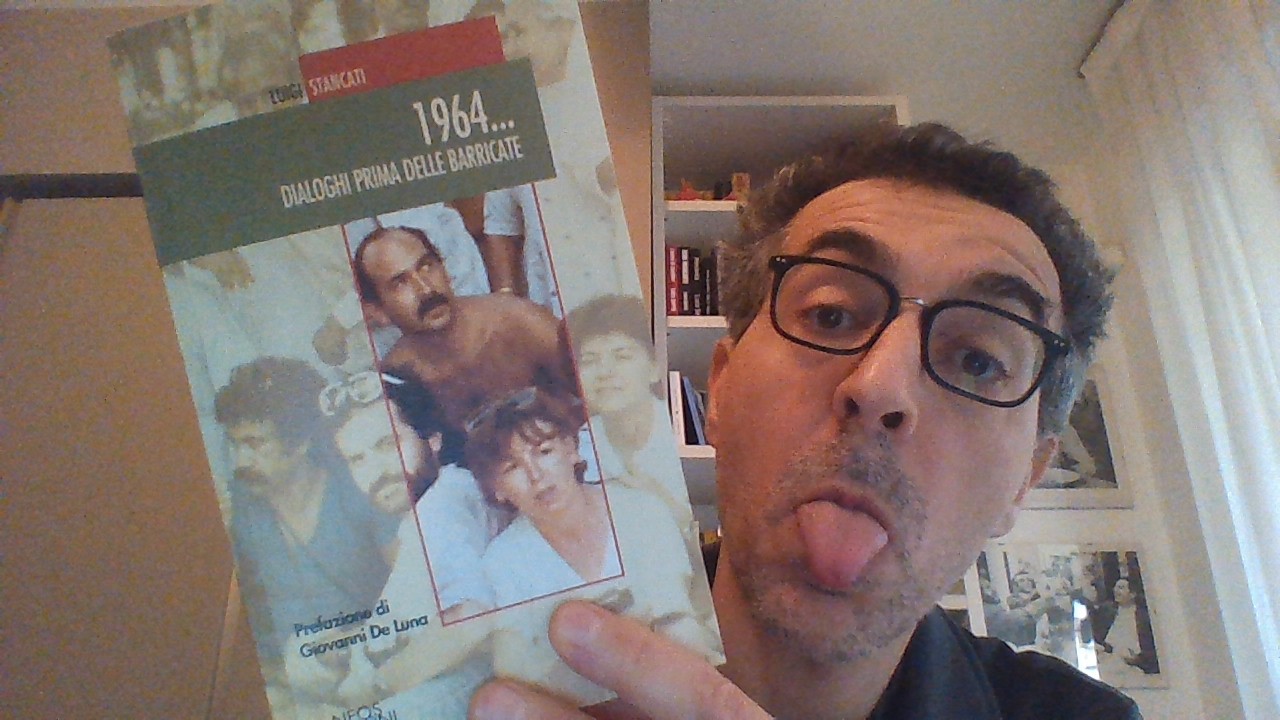 LUIGI STANCATI
1964...
DIALOGHI PRIMA DELLE BARRICATE
Prefazione di
Giovanni De Luna
NEOS